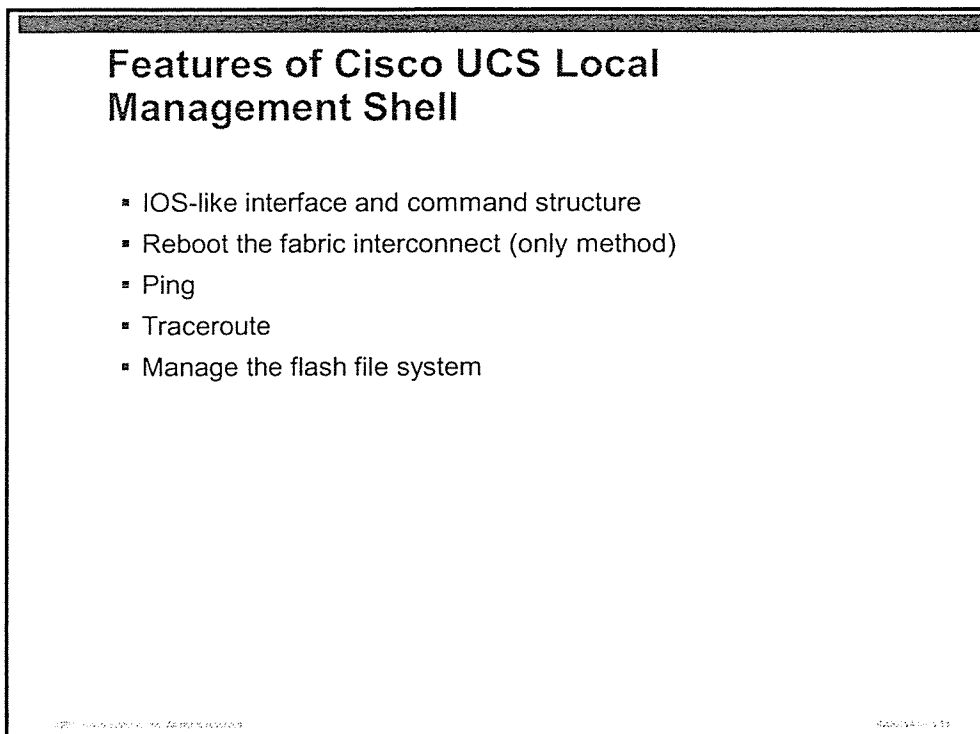 Features of Cisco UCS Local
Management Shell
▪ IOS-like interface and command structure
▪ Reboot the fabric interconnect (only method)
▪ Ping
▪ Traceroute
▪ Manage the flash file system